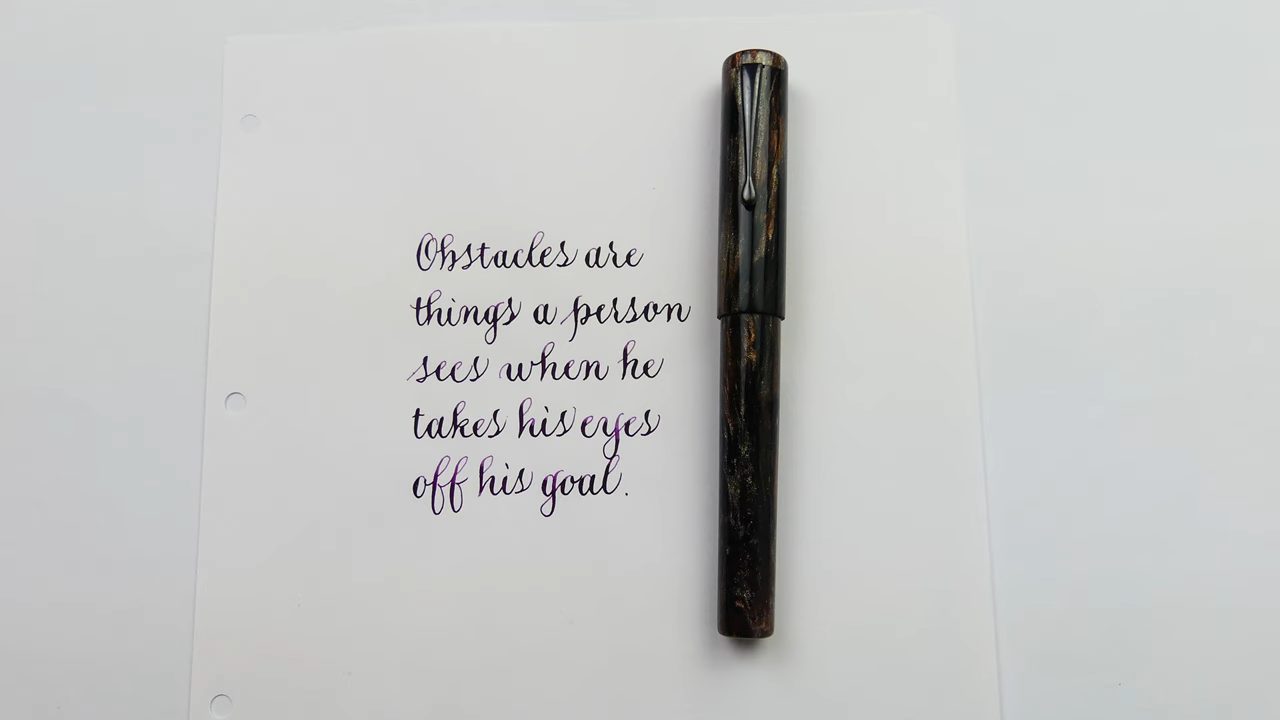 Obstacles are
things a person
sees when he
takes his eyes
off his goal.